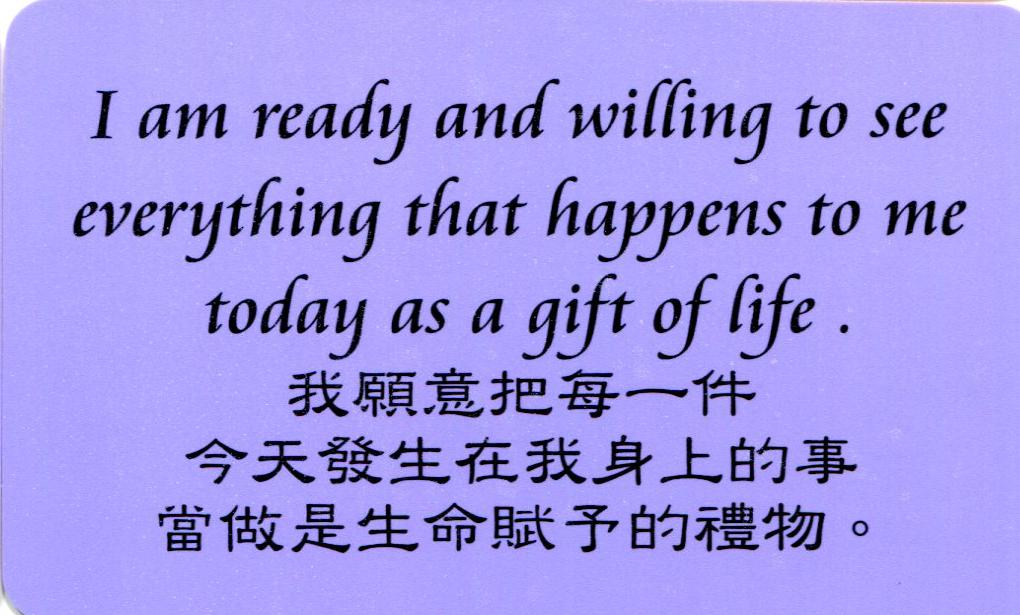 I am ready and willing to see
everything that happens to me
today as a gift of life .
我願意把每一件
今天發生在我身上的事
當做是生命賦予的禮物。